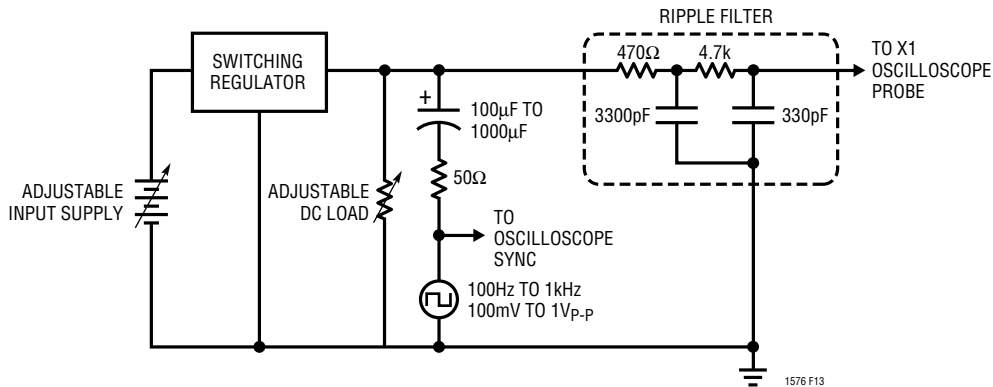 RIPPLE FILTER
SWITCHING
REGULATOR
470Ω
4.7k
TO X1
OSCILLOSCOPE
PROBE
+
100µF TO
1000µF
3300pF
330pF
ADJUSTABLE
INPUT SUPPLY
ADJUSTABLE
DC LOAD
50Ω
TO
OSCILLOSCOPE
SYNC
100Hz TO 1kHz
100mV TO 1VP-P
1576 F13